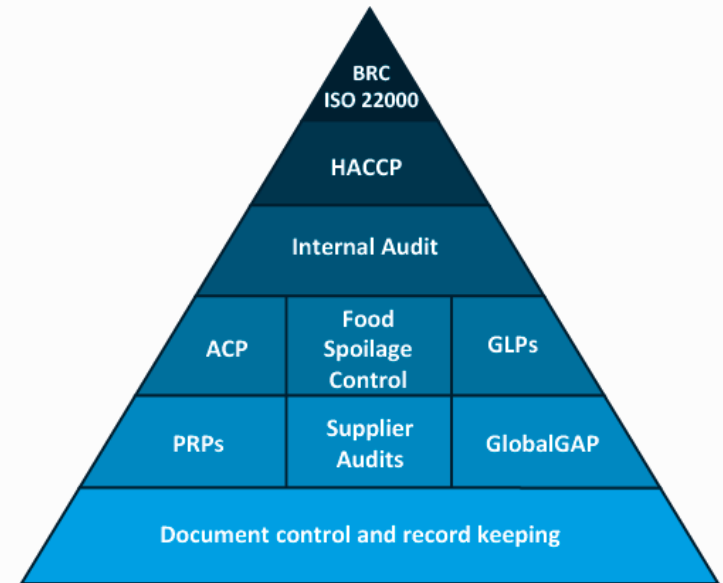 BRC
ISO 22000
HACCP
Internal Audit
ACP
Food
Spoilage
Control
GLPs
PRPs
Supplier
Audits
GlobalGAP
Document control and record keeping